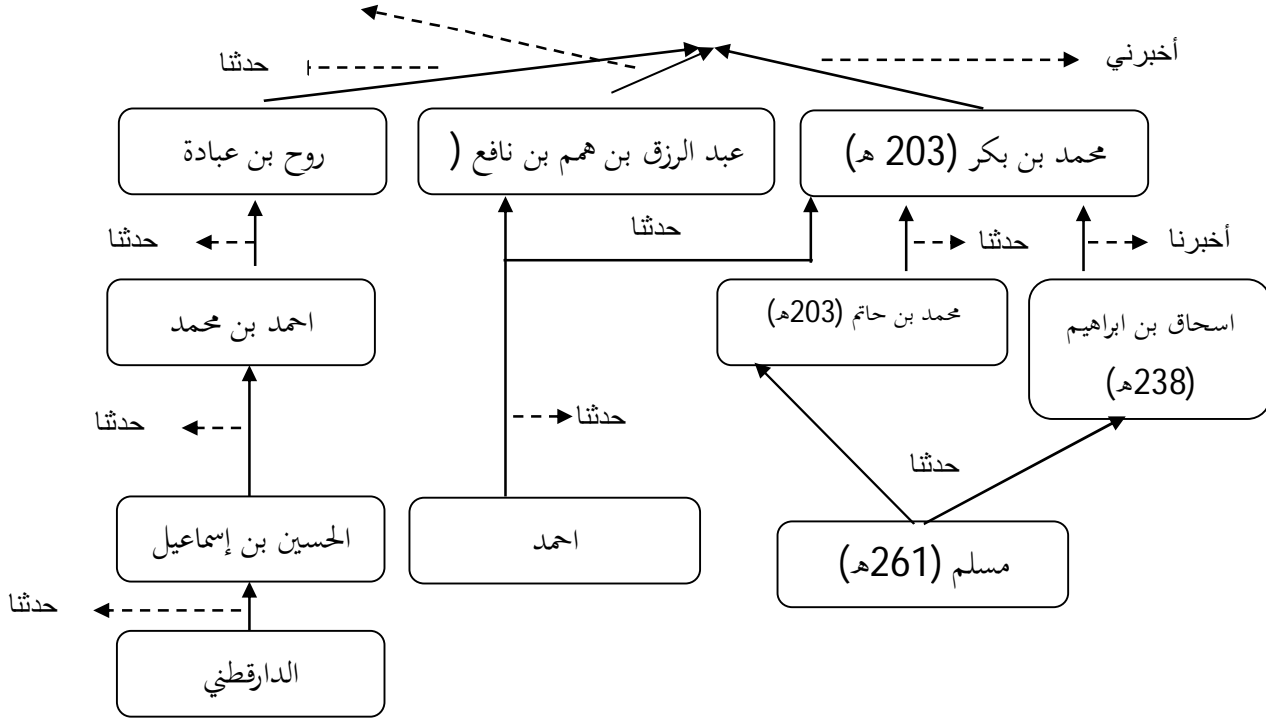 أخبرني
حدثنا
محمد بن بكر (203 هـ)
عبد الرزق بن همم بن نافع (
روح بن عبادة
أخبرنا
حدثنا
حدثنا
حدثنا
اسحاق بن ابراهيم
(238هـ)
محمد بن حاتم (203هـ)
احمد بن محمد
حدثنا
حدثنا
حدثنا
مسلم (261هـ)
احمد
الحسين بن إسماعيل
حدثنا
الدارقطني